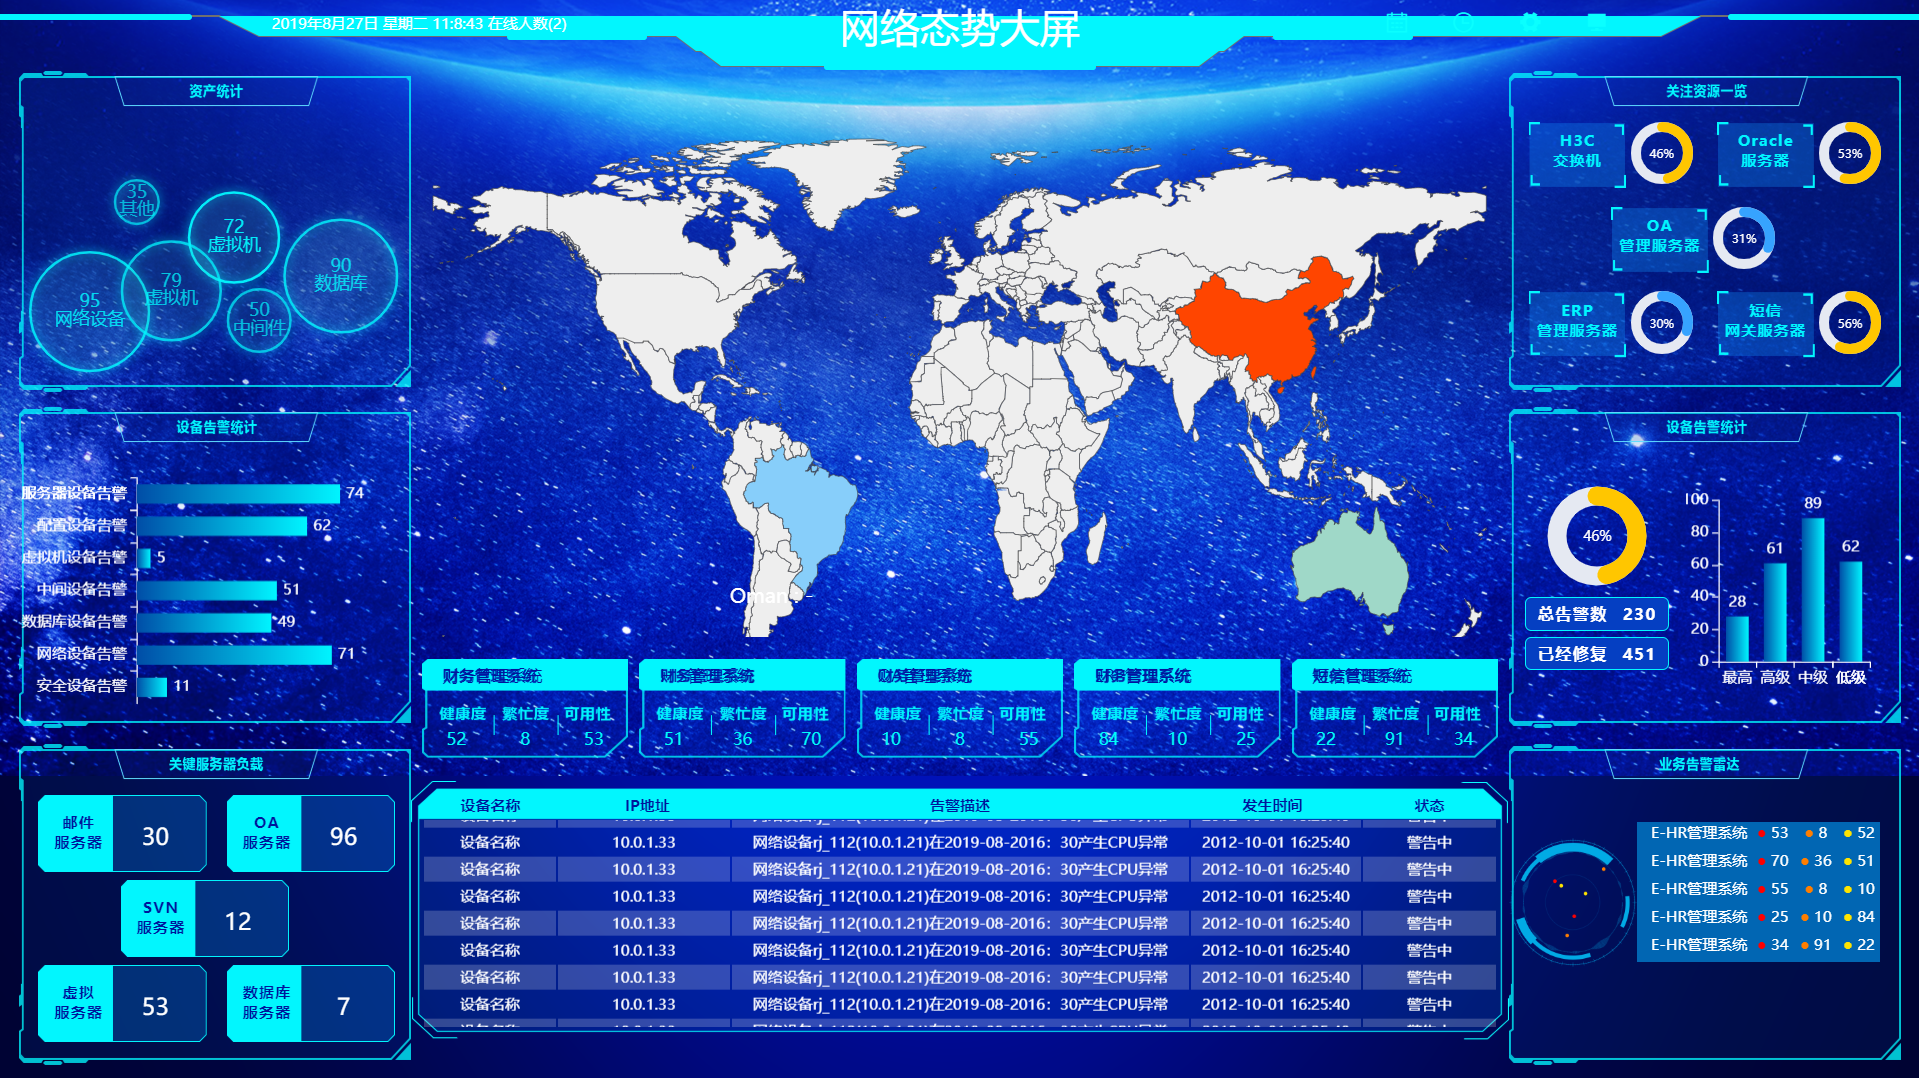 2019年8月27日 星期二 11:8:43 在线人数(2)
网络态势大屏
资产统计
35
其他
72
虚拟机
90
数据库
79
虚拟机
95
网络设备
50
中间件
设备告警统计
服务器设备告警 74
配置设备告警 62
虚拟机设备告警 5
中间设备告警 51
数据库设备告警 49
网络设备告警 71
安全设备告警 11
关键服务器负载
邮件
服务器
30
OA
服务器
96
SVN
服务器
12
虚拟
服务器
53
数据库
服务器
7
Oman
健康度 繁忙度 可用性
52 8 53
健康度 繁忙度 可用性
51 36 70
健康度 繁忙度 可用性
10 8 55
健康度 繁忙度 可用性
84 10 25
健康度 繁忙度 可用性
22 91 34
设备名称 IP地址 告警描述 发生时间 状态
设备名称 10.0.1.33 网络设备rj_112(10.0.1.21)在2019-08-2016：30产生CPU异常 2012-10-01 16:25:40 警告中
设备名称 10.0.1.33 网络设备rj_112(10.0.1.21)在2019-08-2016：30产生CPU异常 2012-10-01 16:25:40 警告中
设备名称 10.0.1.33 网络设备rj_112(10.0.1.21)在2019-08-2016：30产生CPU异常 2012-10-01 16:25:40 警告中
设备名称 10.0.1.33 网络设备rj_112(10.0.1.21)在2019-08-2016：30产生CPU异常 2012-10-01 16:25:40 警告中
设备名称 10.0.1.33 网络设备rj_112(10.0.1.21)在2019-08-2016：30产生CPU异常 2012-10-01 16:25:40 警告中
设备名称 10.0.1.33 网络设备rj_112(10.0.1.21)在2019-08-2016：30产生CPU异常 2012-10-01 16:25:40 警告中
设备名称 10.0.1.33 网络设备rj_112(10.0.1.21)在2019-08-2016：30产生CPU异常 2012-10-01 16:25:40 警告中
关注资源一览
H3C
交换机
46%
Oracle
服务器
53%
OA
管理服务器
31%
ERP
管理服务器
30%
短信
网关服务器
56%
设备告警统计
46%
总告警数 230
已经修复 451
100
80
60
40
20
0
28
61
89
62
最高 高级 中级 低级
业务告警雷达
E-HR管理系统 53 8 52
E-HR管理系统 70 36 51
E-HR管理系统 55 8 10
E-HR管理系统 25 10 84
E-HR管理系统 34 91 22